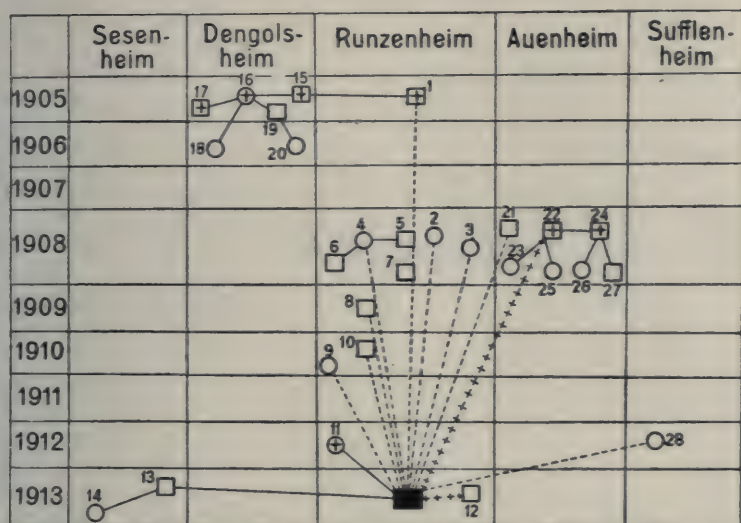 Sesen- Dengols- Runzenheim Auenheim Sufflen-
heim heim heim
1905 17 16 15 1
19
1906 18 20
1907
1908 4 5 2 3 21 22 24
6 7 23 25 26 27
1909 8
1910 10
9
1911
1912 11 28
1913 13 12
14